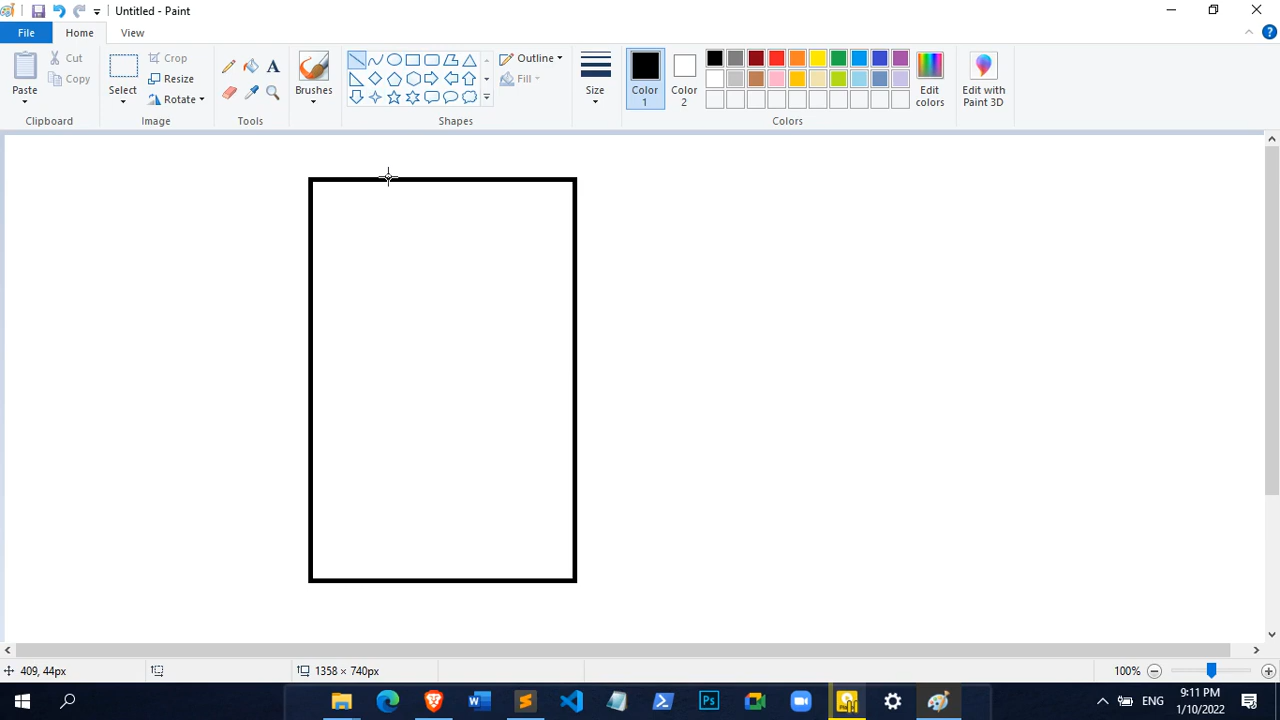 Untitled - Paint
File
Home
View
Paste
Cut
Copy
Clipboard
Select
Crop
Resize
Rotate
Image
A
Tools
Brushes
Outline
Fill
Shapes
Size
Color
1
Color
2
Edit
colors
Edit with
Paint 3D
Colors
409, 44px
1358 × 740px
100%
ENG
9:11 PM
1/10/2022